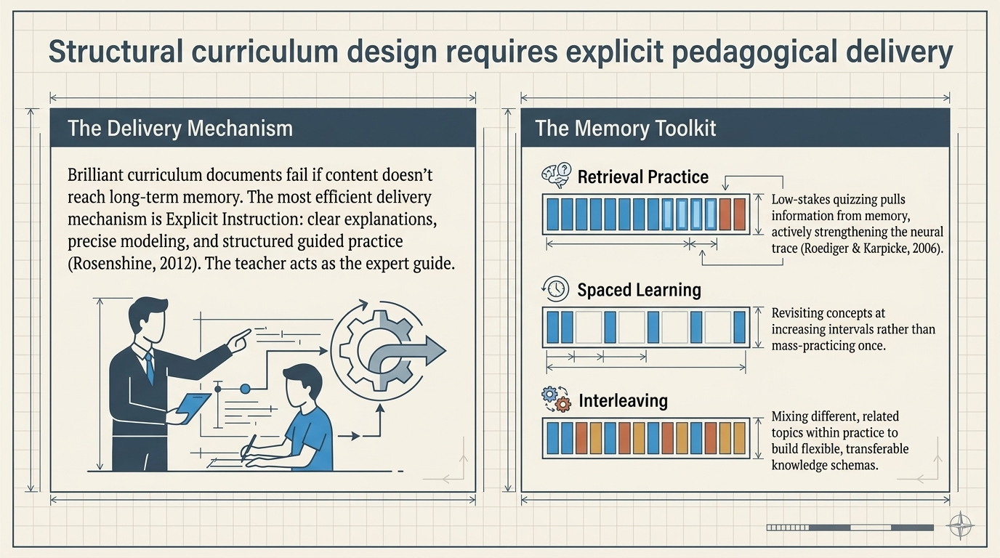 Structural curriculum design requires explicit pedagogical delivery
The Delivery Mechanism
Brilliant curriculum documents fail if content doesn’t
reach long-term memory. The most efficient delivery
mechanism is Explicit Instruction: clear explanations,
precise modeling, and structured guided practice
(Rosenshine, 2012). The teacher acts as the expert guide.
The Memory Toolkit
Retrieval Practice
Low-stakes quizzing pulls
information from memory,
actively strengthening the neural
trace (Roediger & Karpicke, 2006).
Spaced Learning
Revisiting concepts at
increasing intervals rather than
mass-practicing once.
Interleaving
Mixing different, related
topics within practice to
build flexible, transferable
knowledge schemas.